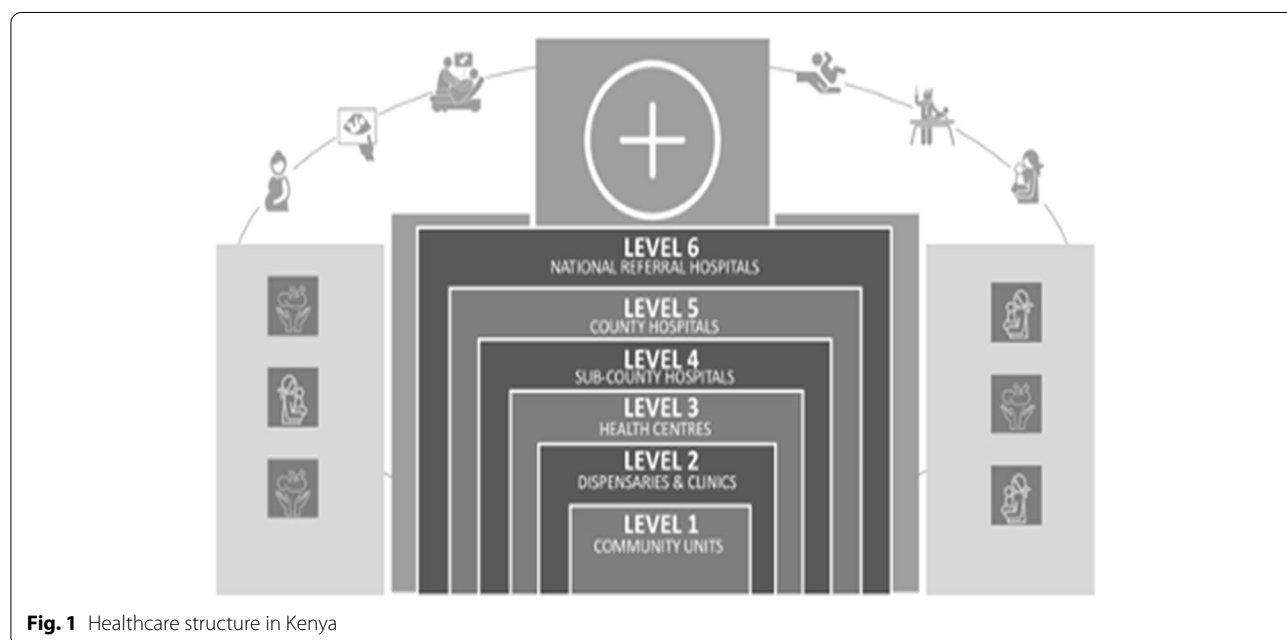 LEVEL 6
NATIONAL REFERRAL HOSPITALS
LEVEL 5
COUNTY HOSPITALS
LEVEL 4
SUB-COUNTY HOSPITALS
LEVEL 3
HEALTH CENTRES
LEVEL 2
DISPENSARIES & CLINICS
LEVEL 1
COMMUNITY UNITS
Fig. 1 Healthcare structure in Kenya